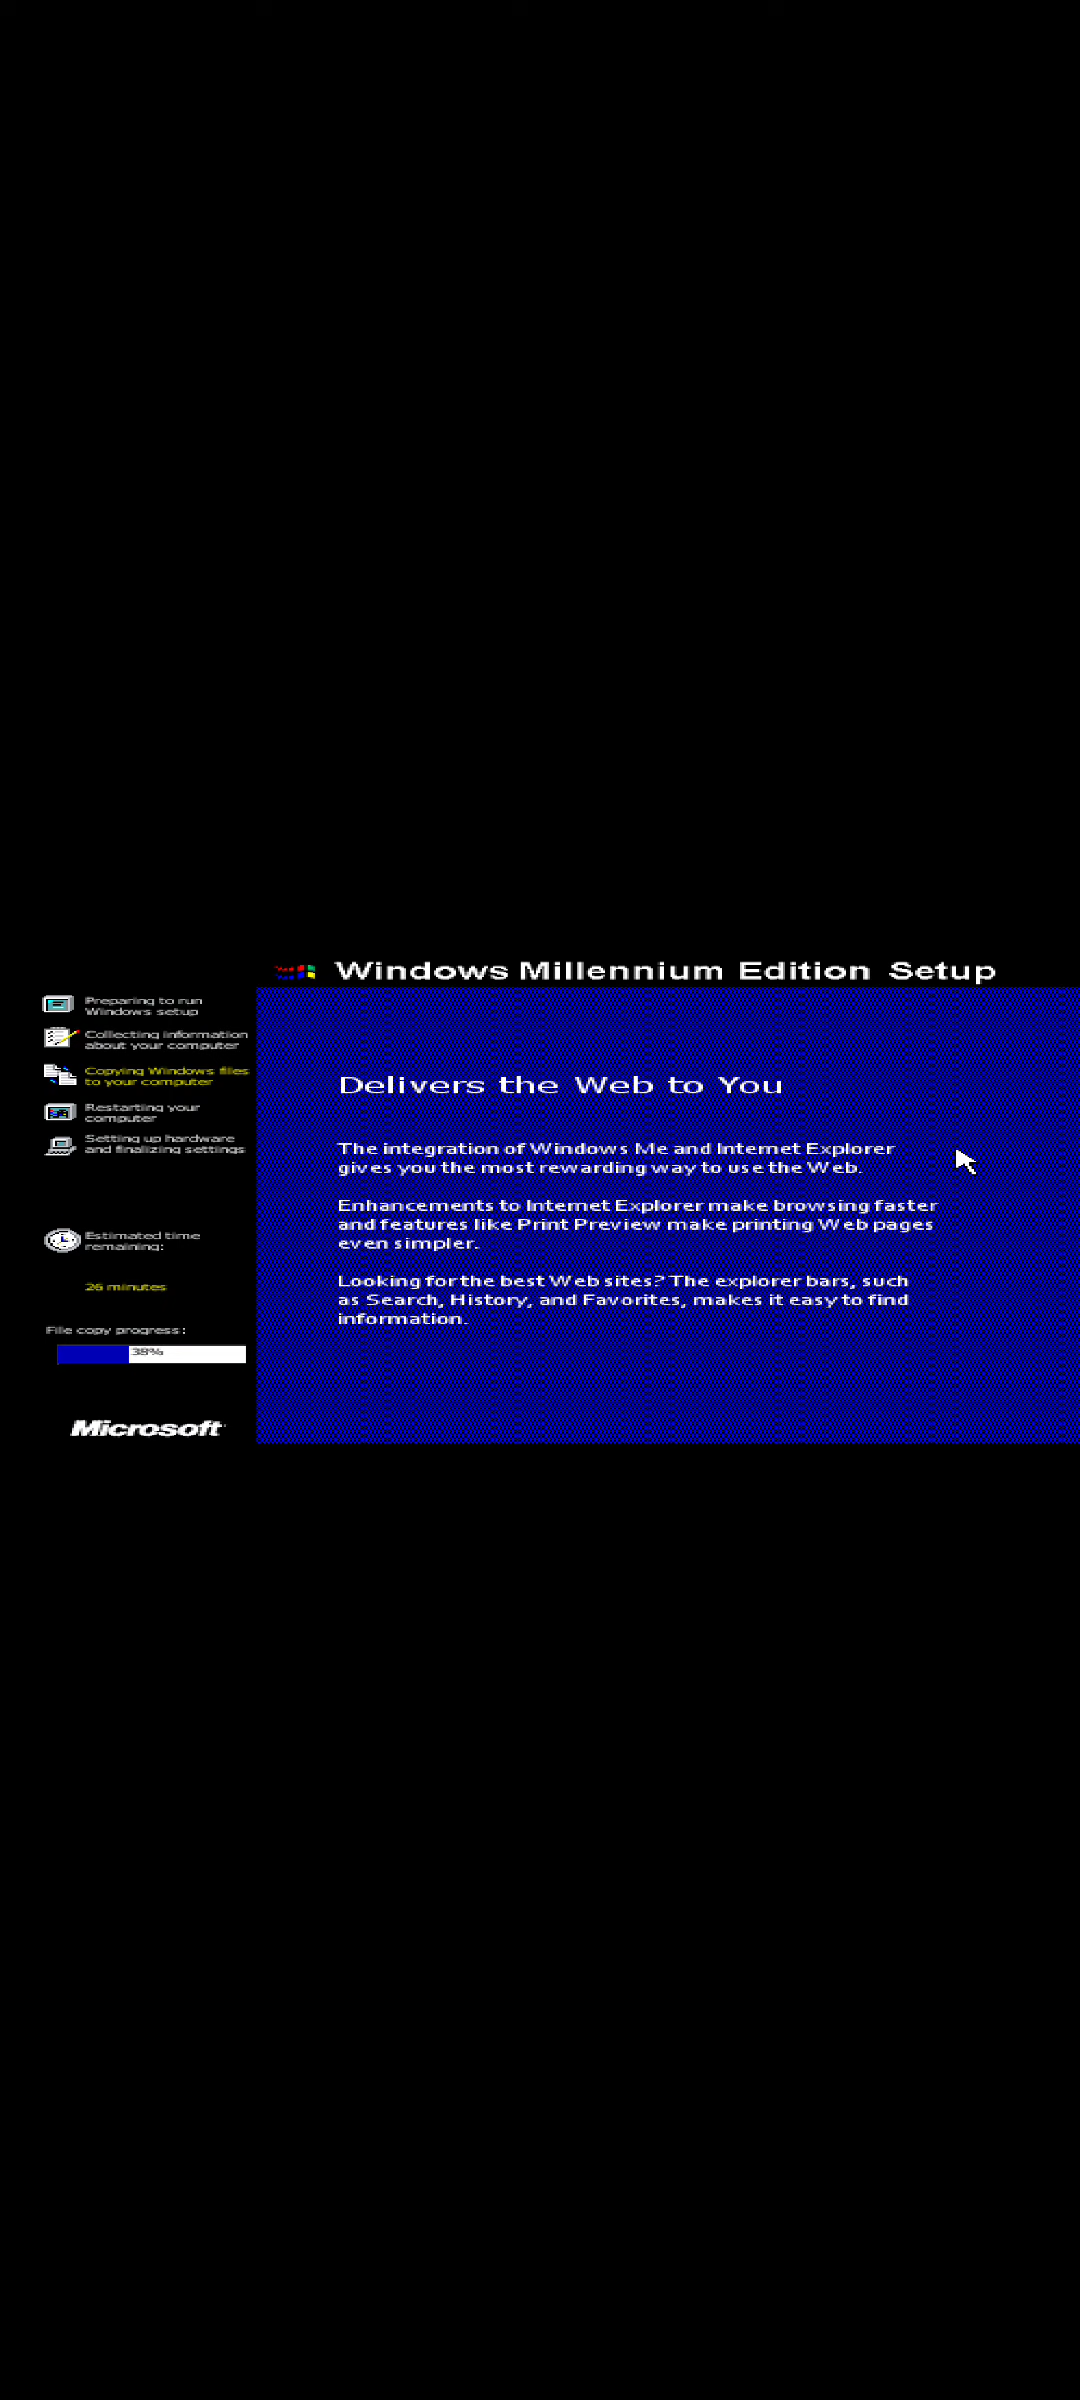 Windows Millennium Edition Setup
Preparing to run
Windows setup
Collecting information
about your computer
Copying Windows files
to your computer
Restarting your
computer
Setting up hardware
and finalizing settings
Estimated time
remaining:
26 minutes
File copy progress:
38%
Microsoft
Delivers the Web to You
The integration of Windows Me and Internet Explorer
gives you the most rewarding way to use the Web.
Enhancements to Internet Explorer make browsing faster
and features like Print Preview make printing Web pages
even simpler.
Looking for the best Web sites? The explorer bars, such
as Search, History, and Favorites, makes it easy to find
information.